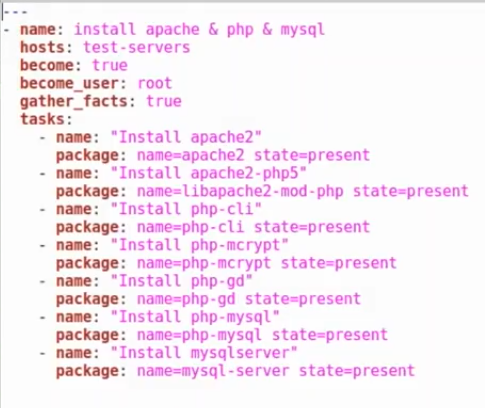 ---
- name: install apache & php & mysql
  hosts: test-servers
  become: true
  become_user: root
  gather_facts: true
  tasks:
    - name: "Install apache2"
      package: name=apache2 state=present
    - name: "Install apache2-php5"
      package: name=libapache2-mod-php state=present
    - name: "Install php-cli"
      package: name=php-cli state=present
    - name: "Install php-mcrypt"
      package: name=php-mcrypt state=present
    - name: "Install php-gd"
      package: name=php-gd state=present
    - name: "Install php-mysql"
      package: name=php-mysql state=present
    - name: "Install mysqlserver"
      package: name=mysql-server state=present